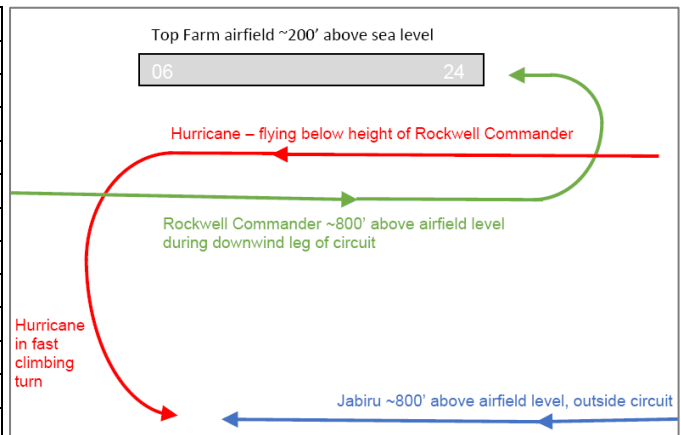 Top Farm airfield ~200' above sea level
06 24
Hurricane – flying below height of Rockwell Commander
Rockwell Commander ~800' above airfield level
during downwind leg of circuit
Hurricane
in fast
climbing
turn
Jabiru ~800' above airfield level, outside circuit